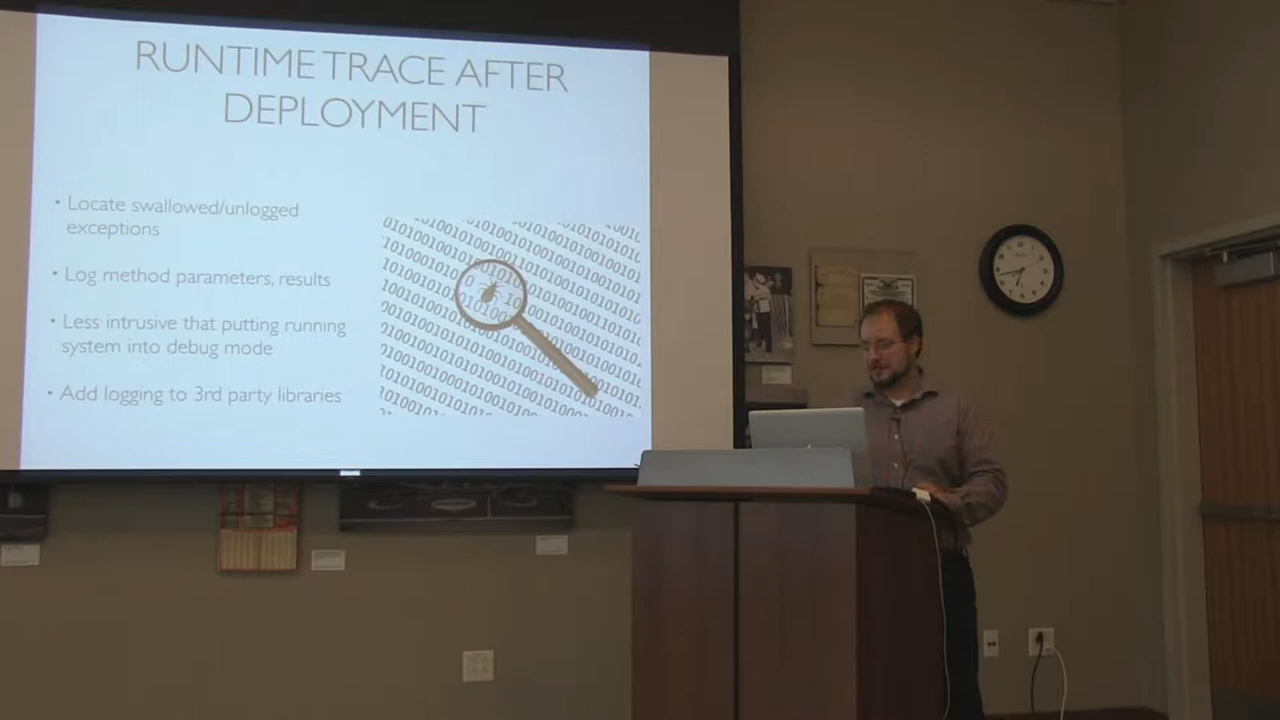 RUNTIME TRACE AFTER
DEPLOYMENT
• Locate swallowed/unlogged
exceptions
• Log method parameters, results
• Less intrusive that putting running
system into debug mode
• Add logging to 3rd party libraries